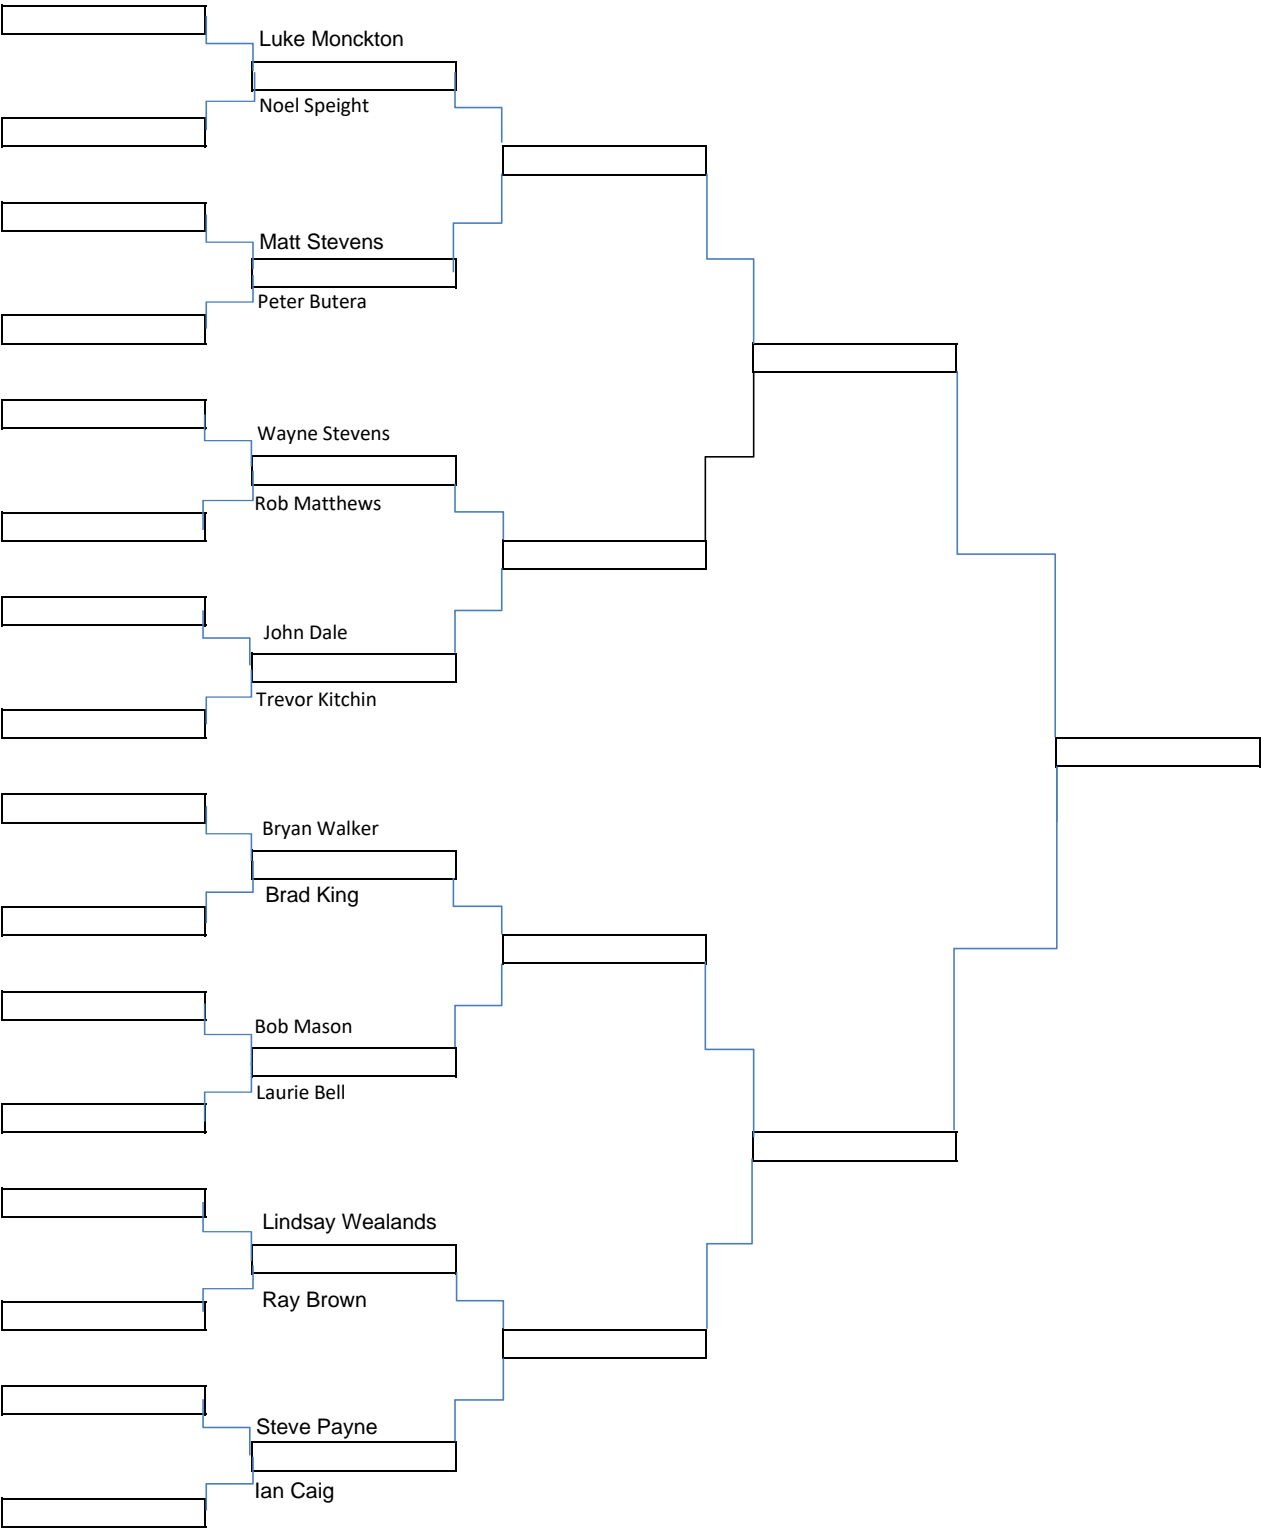 Luke Monckton
Noel Speight
Matt Stevens
Peter Butera
Wayne Stevens
Rob Matthews
John Dale
Trevor Kitchin
Bryan Walker
Brad King
Bob Mason
Laurie Bell
Lindsay Wealands
Ray Brown
Steve Payne
Ian Caig